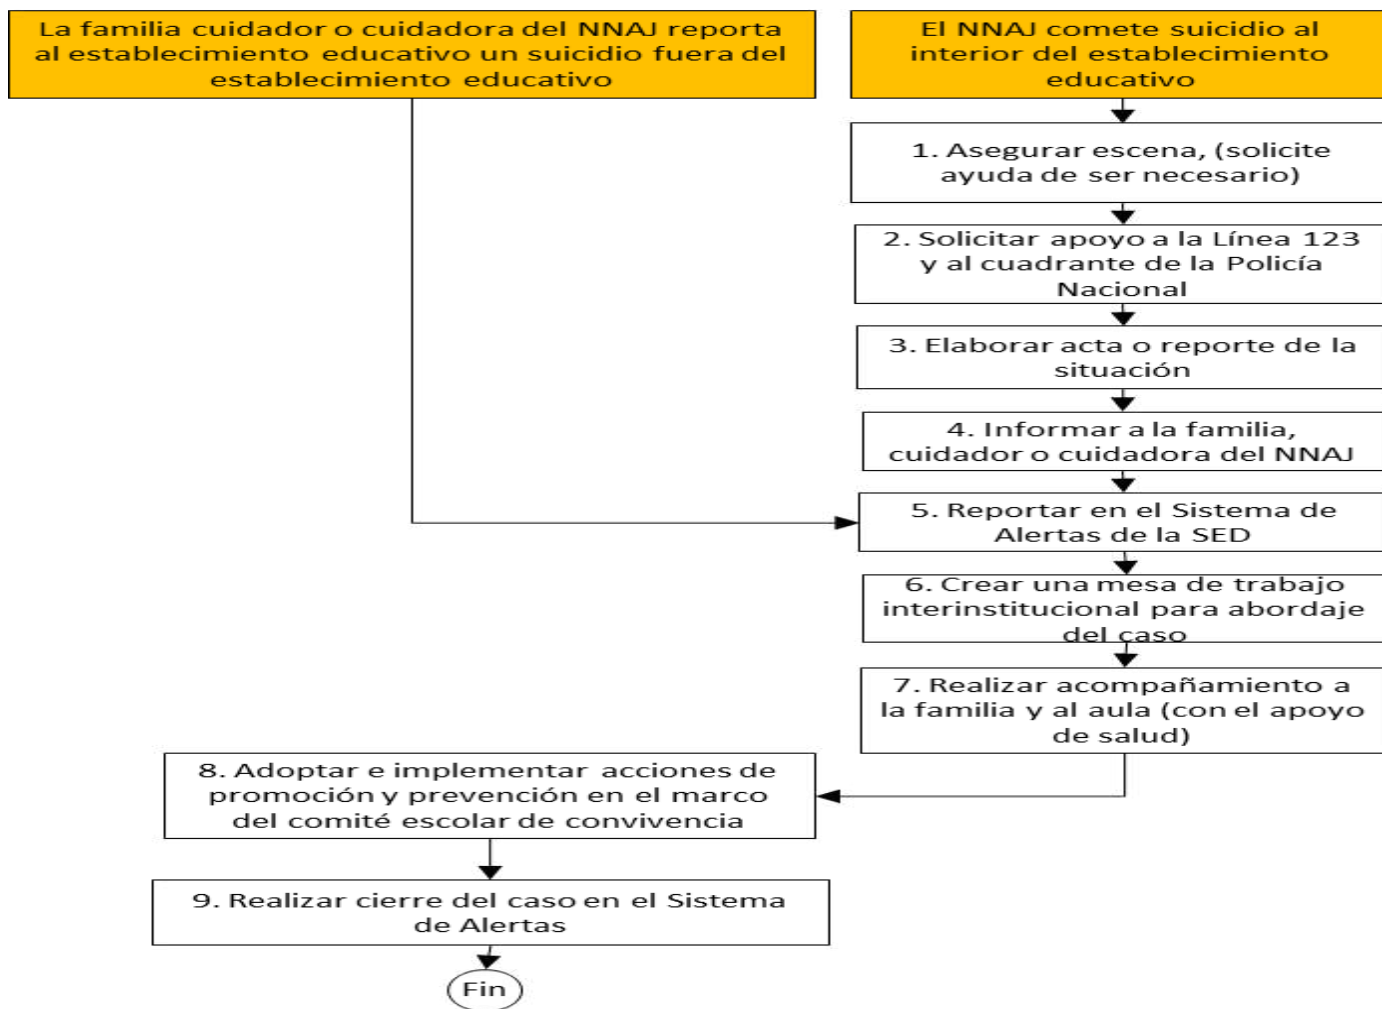 La familia cuidador o cuidadora del NNAJ reporta
al establecimiento educativo un suicidio fuera del
establecimiento educativo
El NNAJ comete suicidio al
interior del establecimiento
educativo
1. Asegurar escena, (solicite
ayuda de ser necesario)
2. Solicitar apoyo a la Línea 123
y al cuadrante de la Policía
Nacional
3. Elaborar acta o reporte de la
situación
4. Informar a la familia,
cuidador o cuidadora del NNAJ
5. Reportar en el Sistema de
Alertas de la SED
6. Crear una mesa de trabajo
interinstitucional para abordaje
del caso
7. Realizar acompañamiento a
la familia y al aula (con el apoyo
de salud)
8. Adoptar e implementar acciones de
promoción y prevención en el marco
del comité escolar de convivencia
9. Realizar cierre del caso en el Sistema
de Alertas
Fin